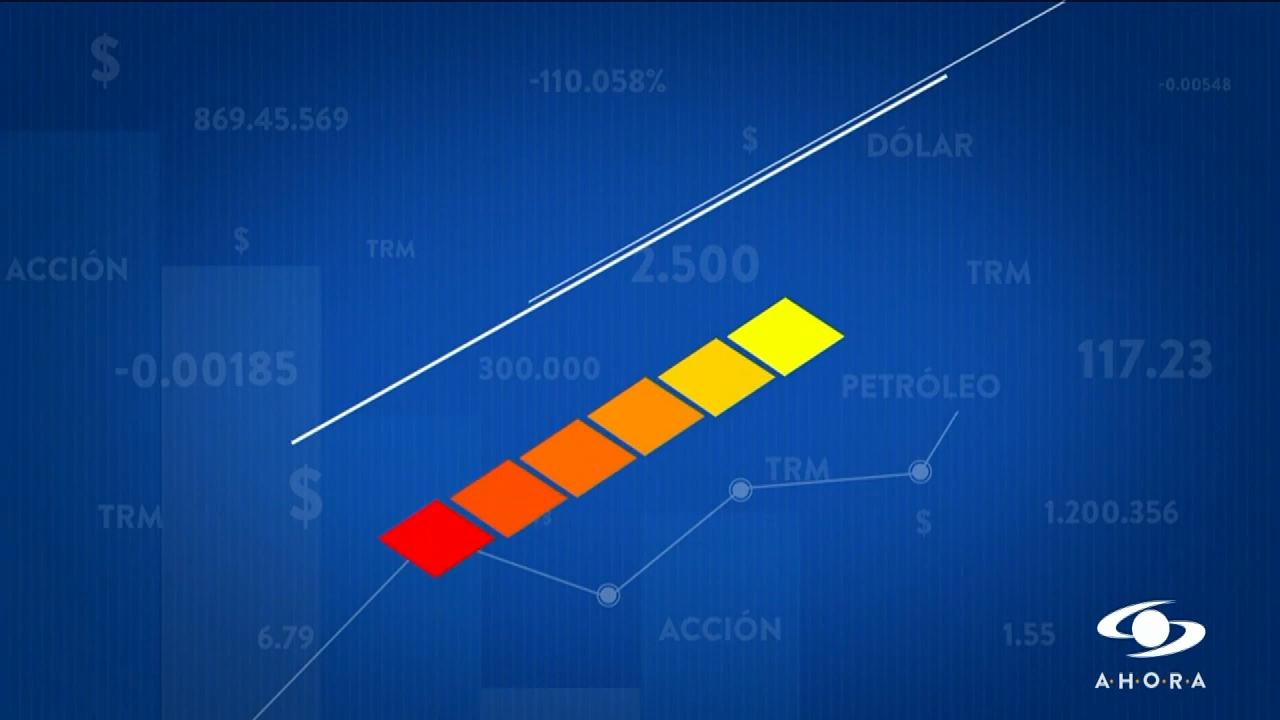 $
-110.058%
-0.00548
869.45.569
$
DÓLAR
$
TRM
ACCIÓN
2.500
TRM
-0.00185
300.000
117.23
PETRÓLEO
TRM
$
TRM
1.200.356
$
6.79
ACCIÓN
1.55
A·H·O·R·A